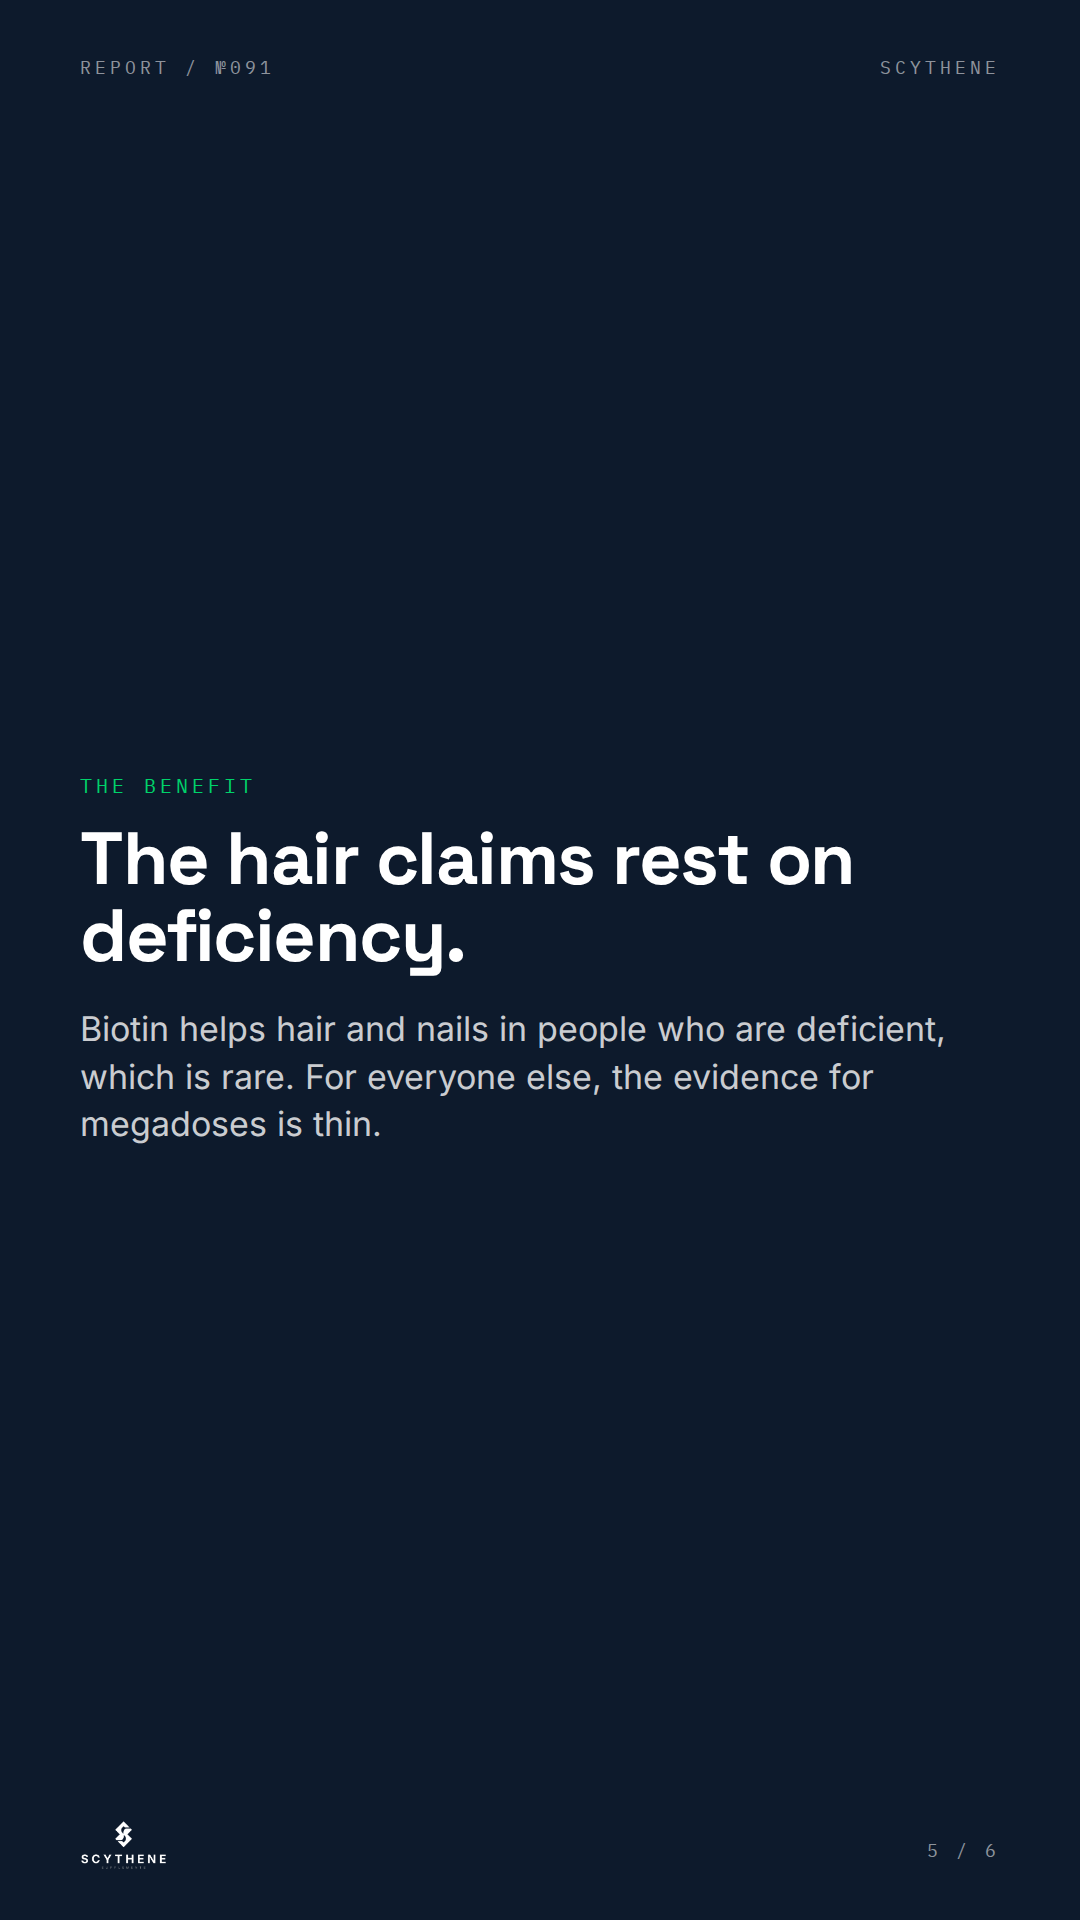 REPORT / №091
SCYTHENE
THE BENEFIT
The hair claims rest on
deficiency.
Biotin helps hair and nails in people who are deficient,
which is rare. For everyone else, the evidence for
megadoses is thin.
SCYTHENE
5 / 6